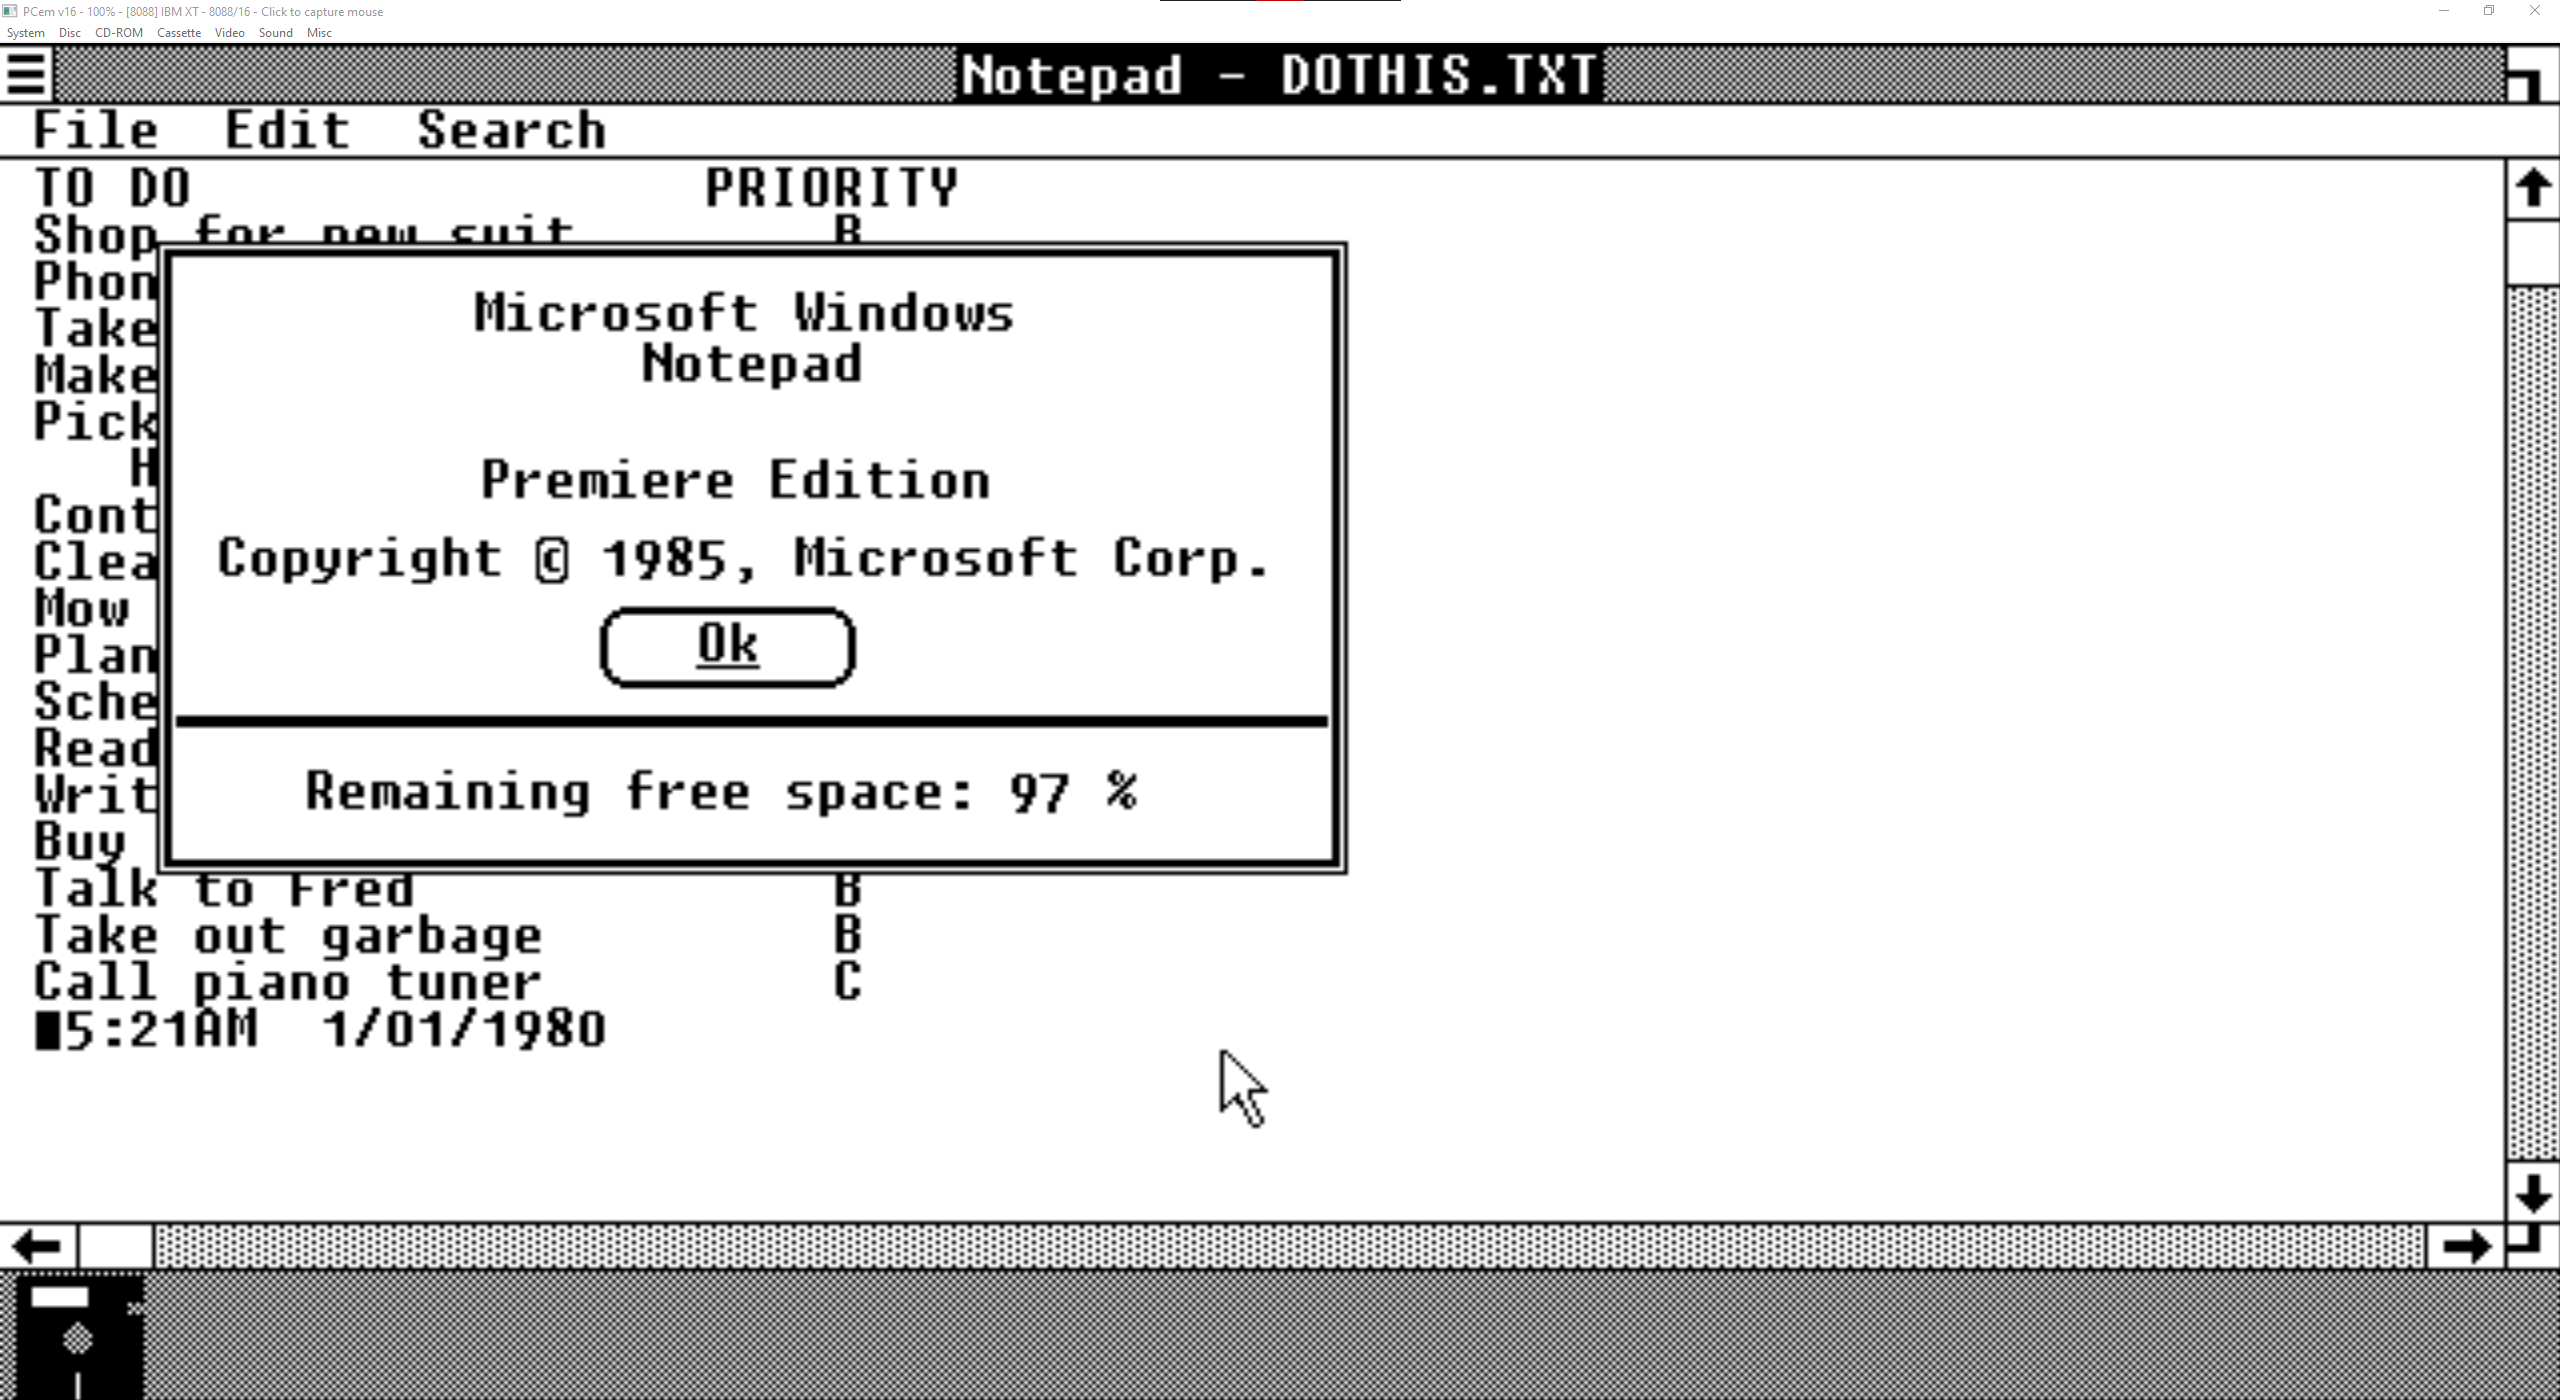 PCem v16 - 100% - [8088] IBM XT - 8088/16 - Click to capture mouse
System Disc CD-ROM Cassette Video Sound Misc
Notepad - DOTHIS.TXT
File Edit Search
TO DO PRIORITY
Shop for new suit B
Phon
Take
Make
Pick
H
Cont
Clea
Mow
Plan
Sche
Read
Writ
Buy
Microsoft Windows
Notepad
Premiere Edition
Copyright © 1985, Microsoft Corp.
Ok
Remaining free space: 97 %
Talk to Fred B
Take out garbage B
Call piano tuner C
5:21AM 1/01/1980